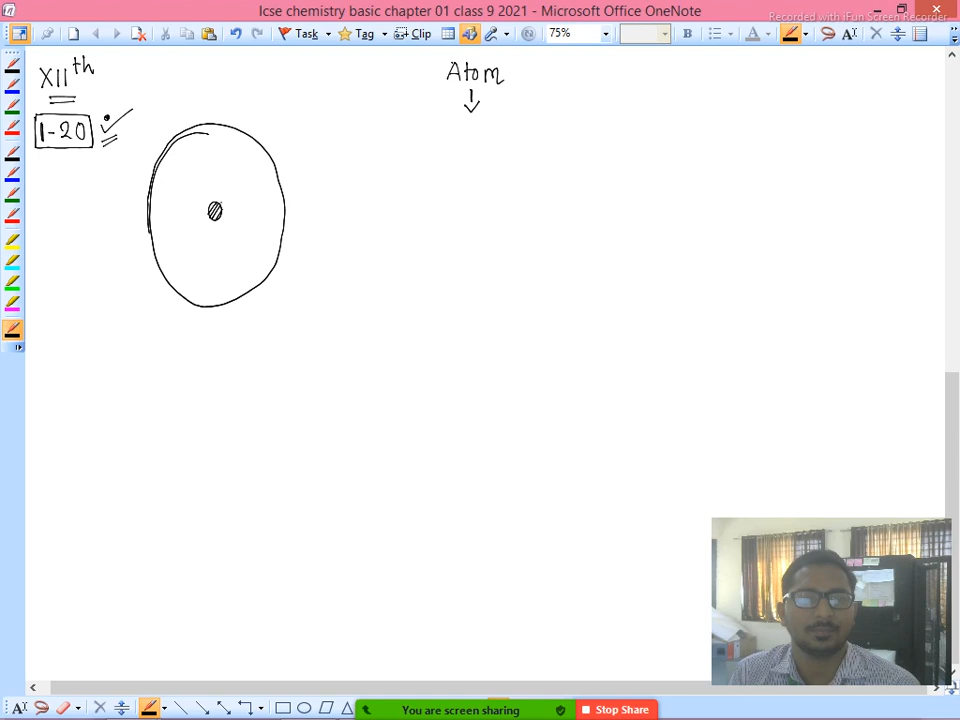 Icse chemistry basic chapter 01 class 9 2021 - Microsoft Office OneNote
Recorded with iFun Screen Recorder
Task
Tag
Clip
75%
B
A
XIIth
Atom
1-20
You are screen sharing
Stop Share